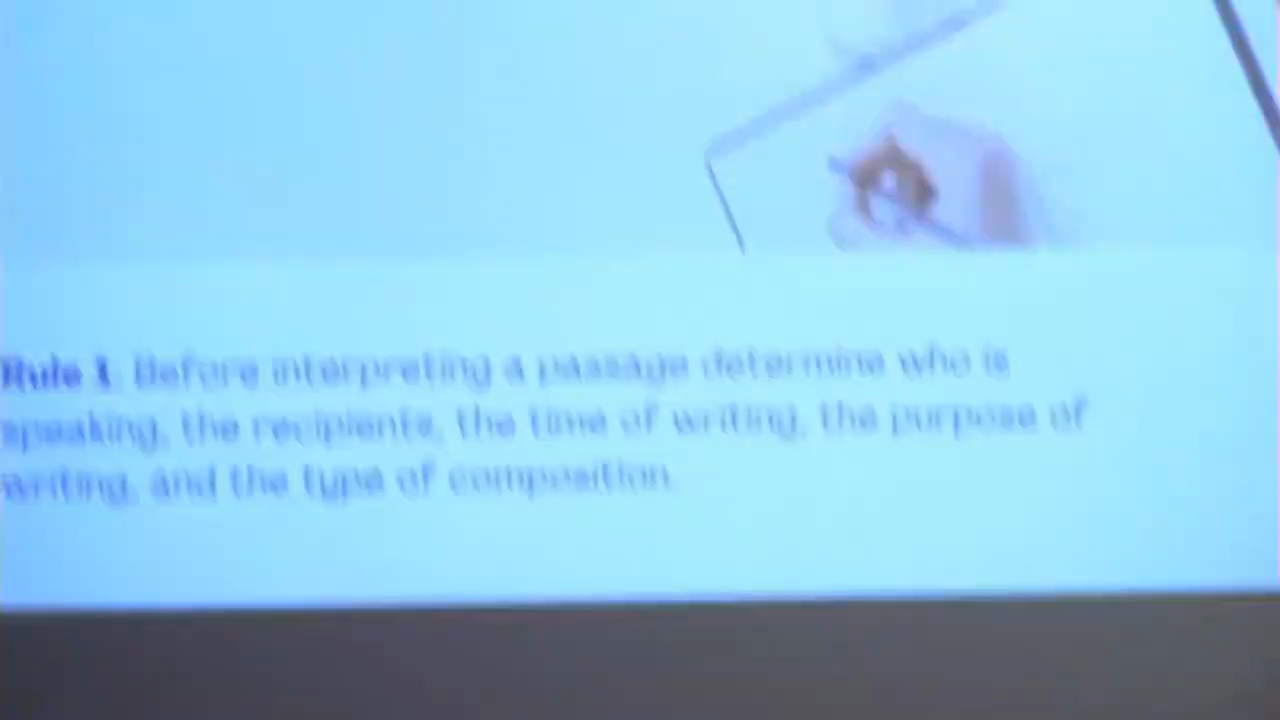 Rule 1. Before interpreting a passage determine who is
speaking, the recipients, the time of writing, the purpose of
writing, and the type of composition.